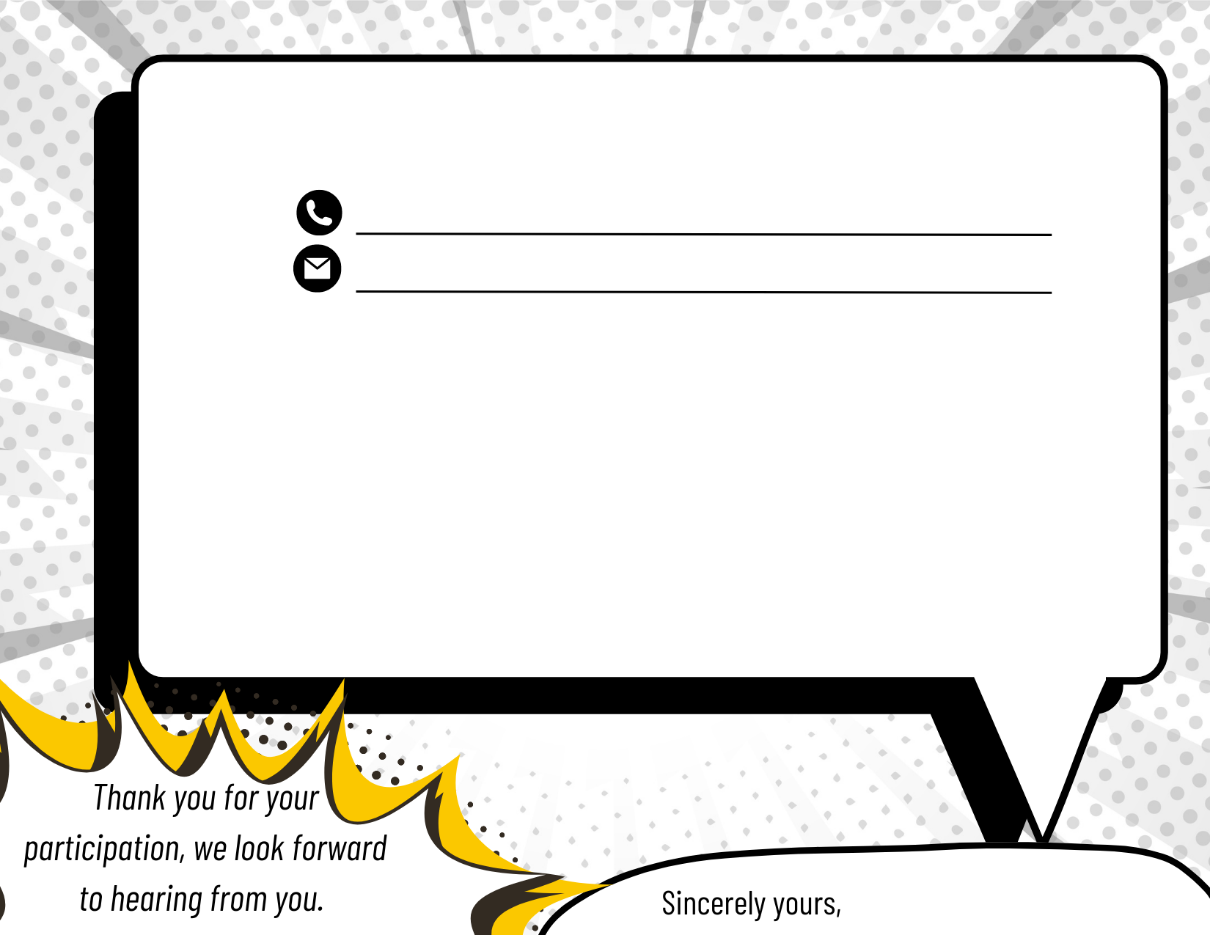 Thank you for your
participation, we look forward
to hearing from you.
Sincerely yours,